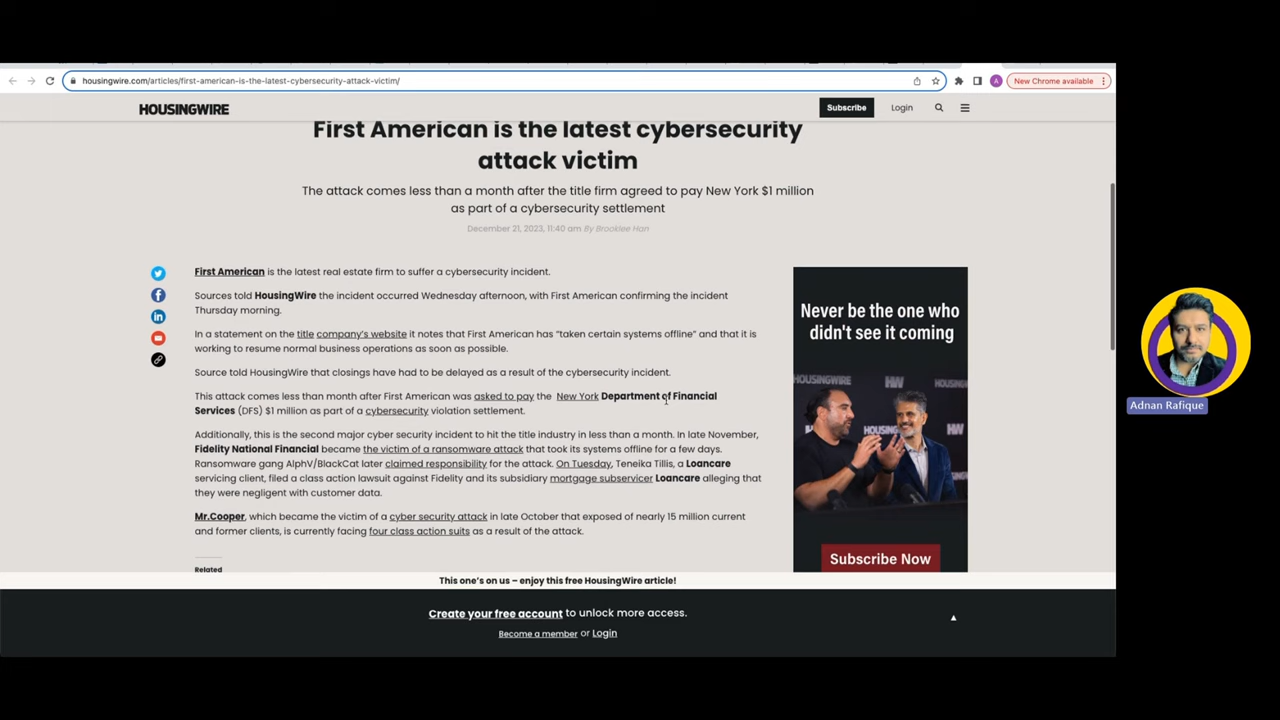 housingwire.com/articles/first-american-is-the-latest-cybersecurity-attack-victim/
A
New Chrome available
HOUSINGWIRE
Subscribe
Login
First American is the latest cybersecurity
attack victim
The attack comes less than a month after the title firm agreed to pay New York $1 million
as part of a cybersecurity settlement
December 21, 2023, 11:40 am By Brooklee Han
First American is the latest real estate firm to suffer a cybersecurity incident.
Sources told HousingWire the incident occurred Wednesday afternoon, with First American confirming the incident
Thursday morning.
In a statement on the title company's website it notes that First American has “taken certain systems offline” and that it is
working to resume normal business operations as soon as possible.
Source told HousingWire that closings have had to be delayed as a result of the cybersecurity incident.
This attack comes less than month after First American was asked to pay the New York Department of Financial
Services (DFS) $1 million as part of a cybersecurity violation settlement.
Additionally, this is the second major cyber security incident to hit the title industry in less than a month. In late November,
Fidelity National Financial became the victim of a ransomware attack that took its systems offline for a few days.
Ransomware gang AlphV/BlackCat later claimed responsibility for the attack. On Tuesday, Teneika Tillis, a Loancare
servicing client, filed a class action lawsuit against Fidelity and its subsidiary mortgage subservicer Loancare alleging that
they were negligent with customer data.
Mr.Cooper, which became the victim of a cyber security attack in late October that exposed of nearly 15 million current
and former clients, is currently facing four class action suits as a result of the attack.
Related
Never be the one who
didn't see it coming
HOUSINGWIRE
HW
HW
Subscribe Now
This one's on us – enjoy this free HousingWire article!
Create your free account to unlock more access.
Become a member or Login
Adnan Rafique